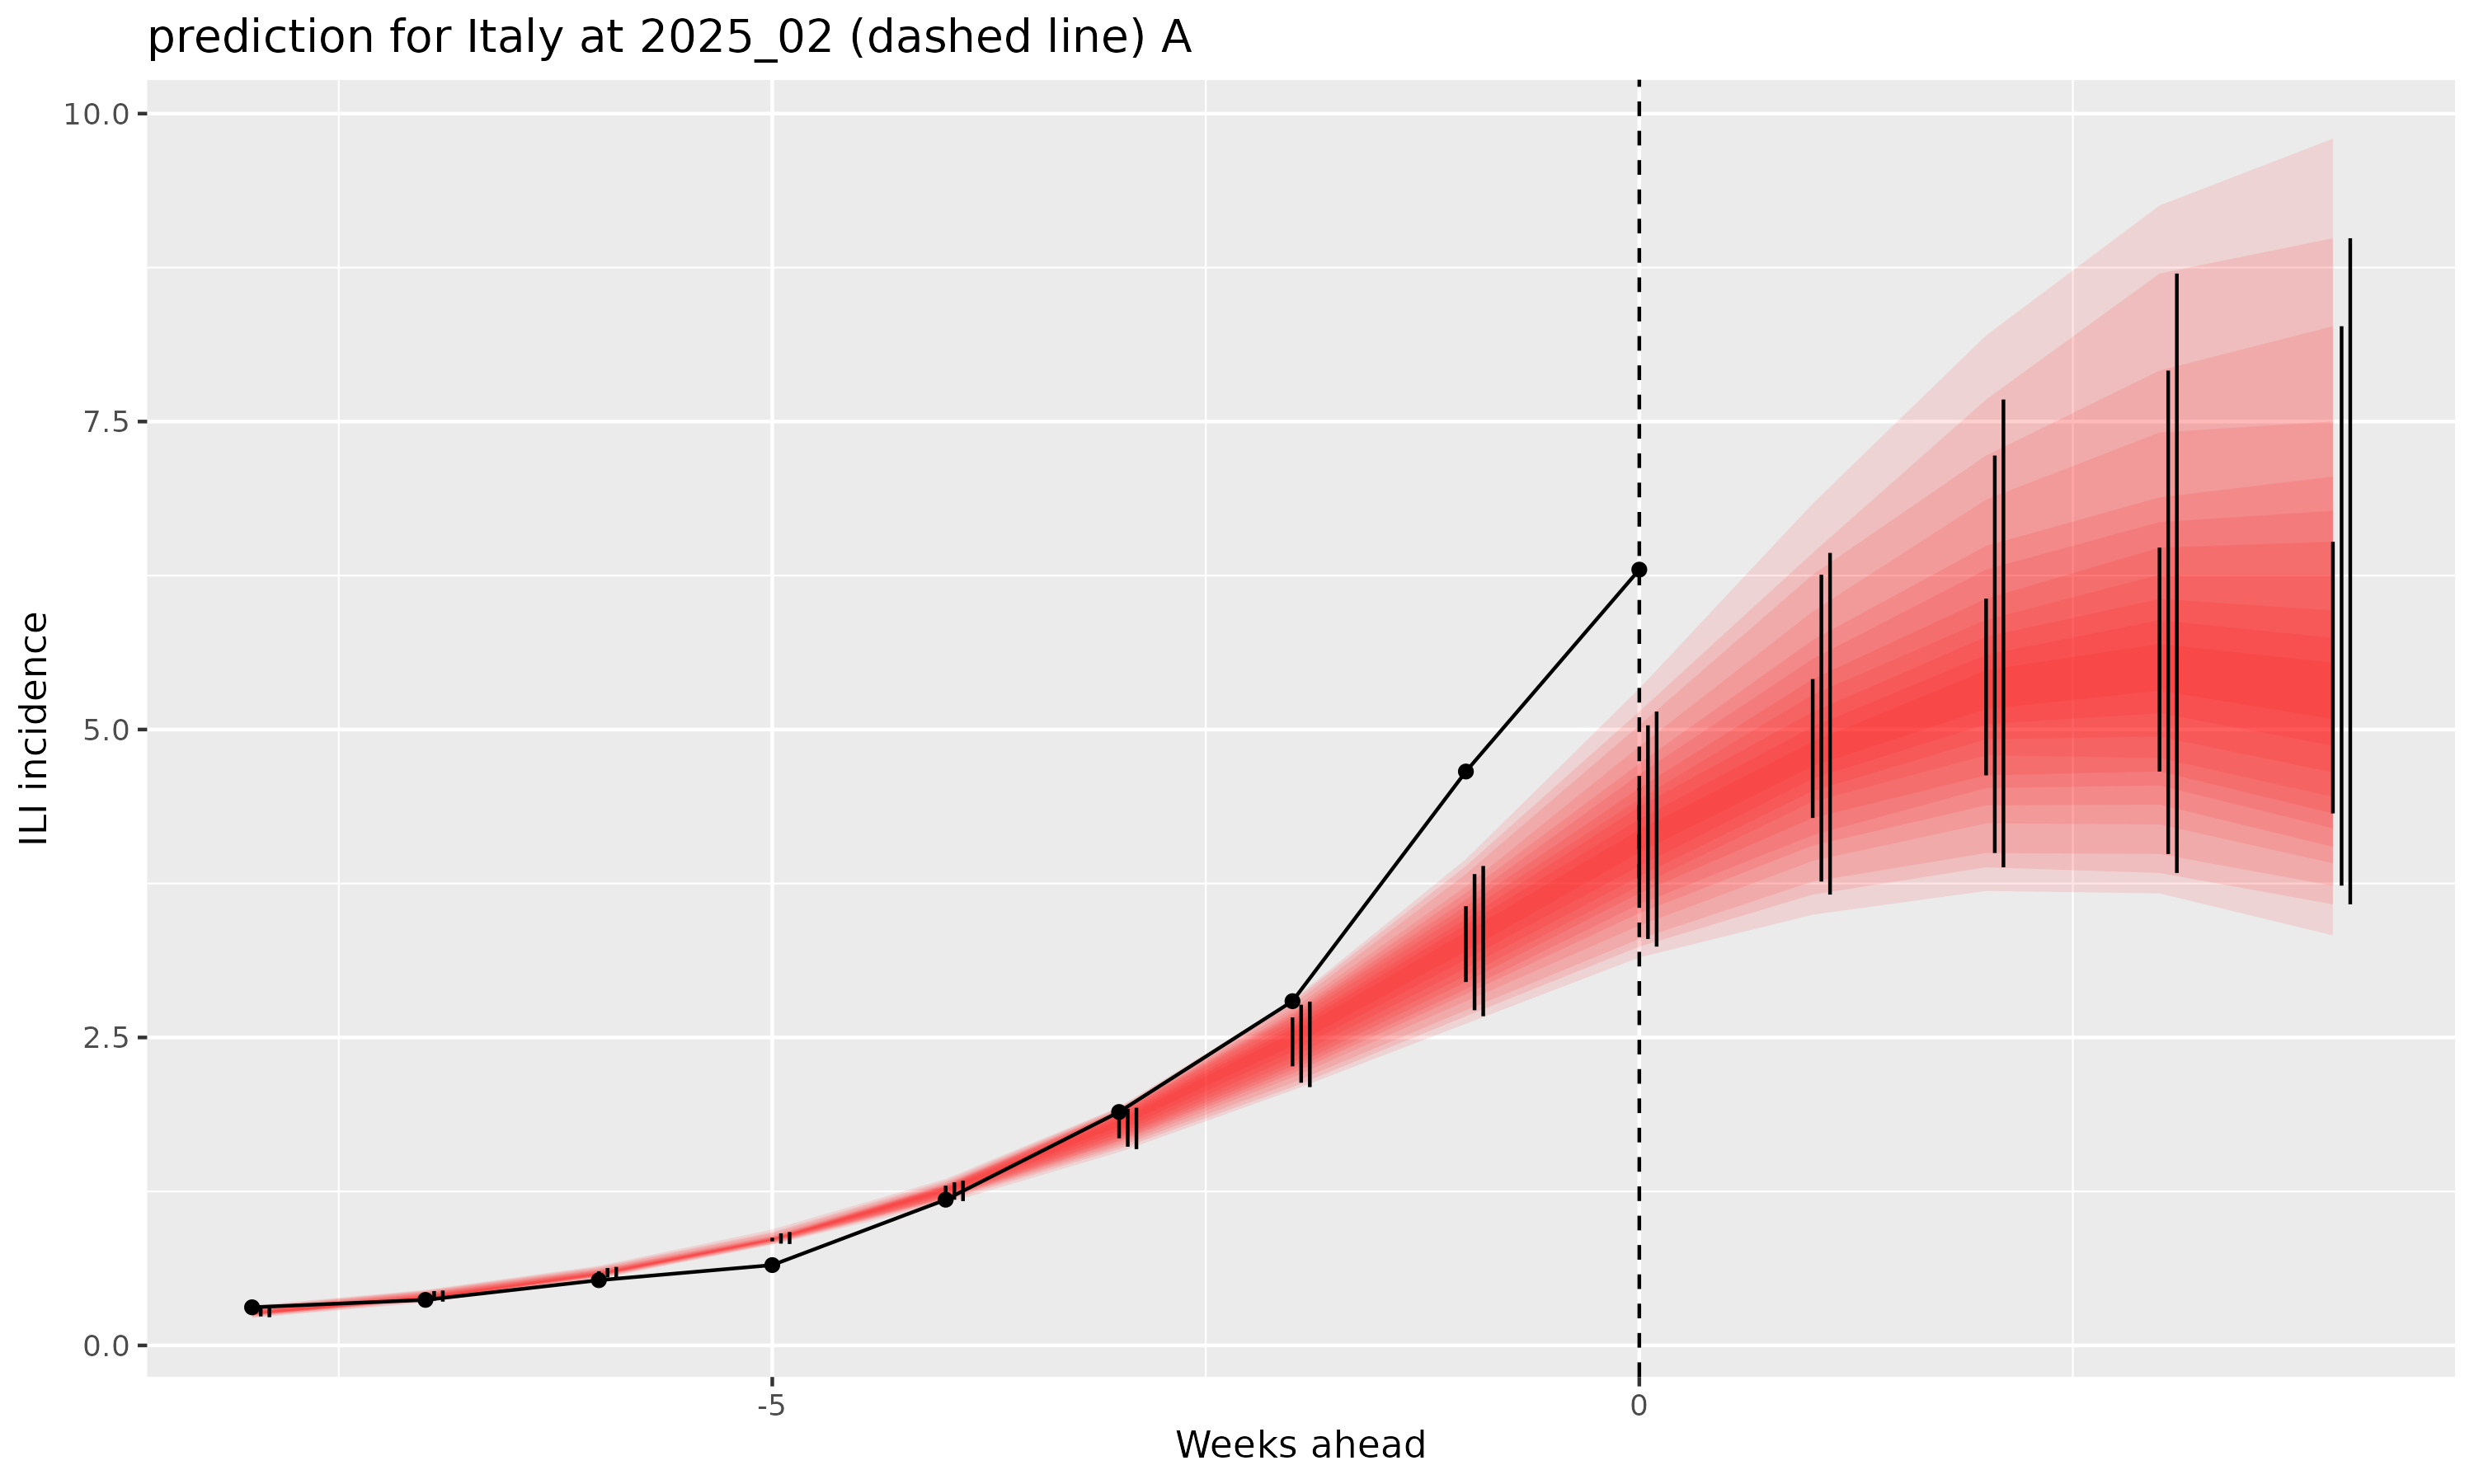 prediction for Italy at 2025_02 (dashed line) A
10.0
7.5
5.0
2.5
0.0
ILI incidence
-5
0
Weeks ahead